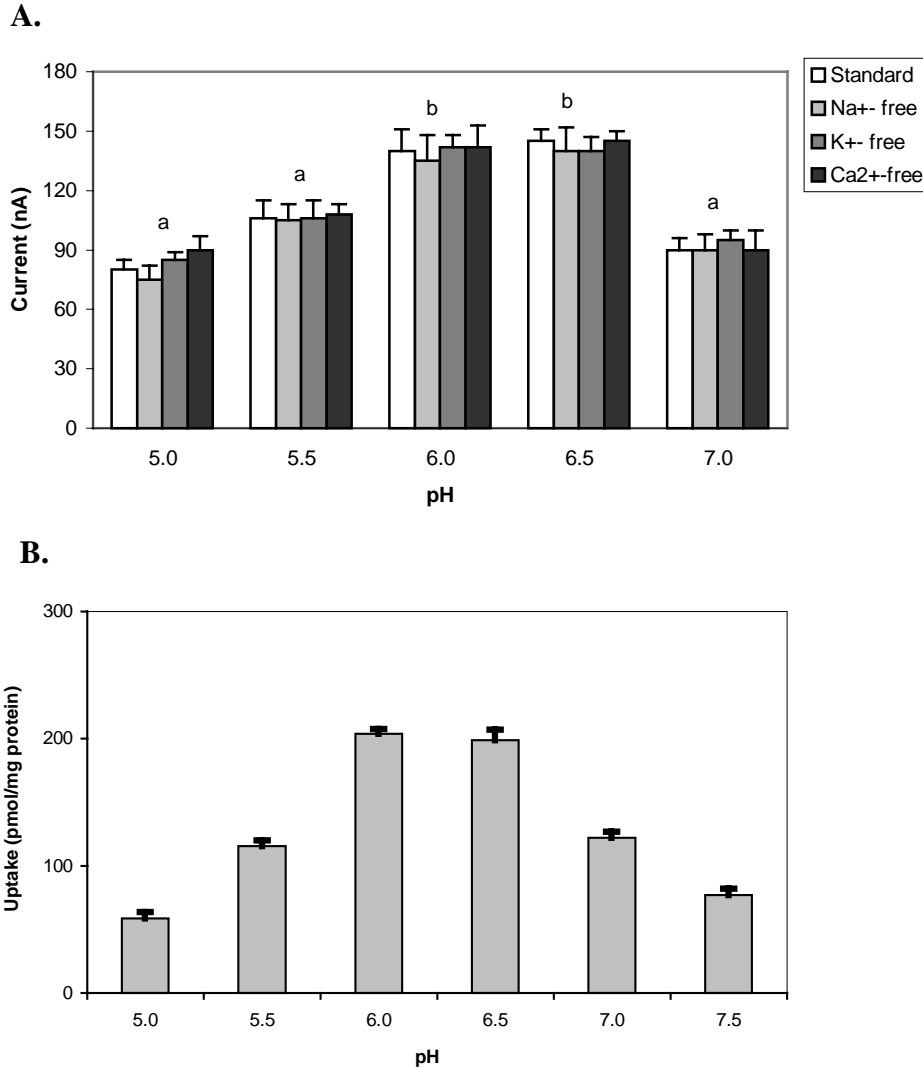 A.
180
150
120
90
60
30
0
Current (nA)
a
a
b
b
a
5.0 5.5 6.0 6.5 7.0
pH
Standard
Na+- free
K+- free
Ca2+-free
B.
300
200
100
0
Uptake (pmol/mg protein)
5.0 5.5 6.0 6.5 7.0 7.5
pH